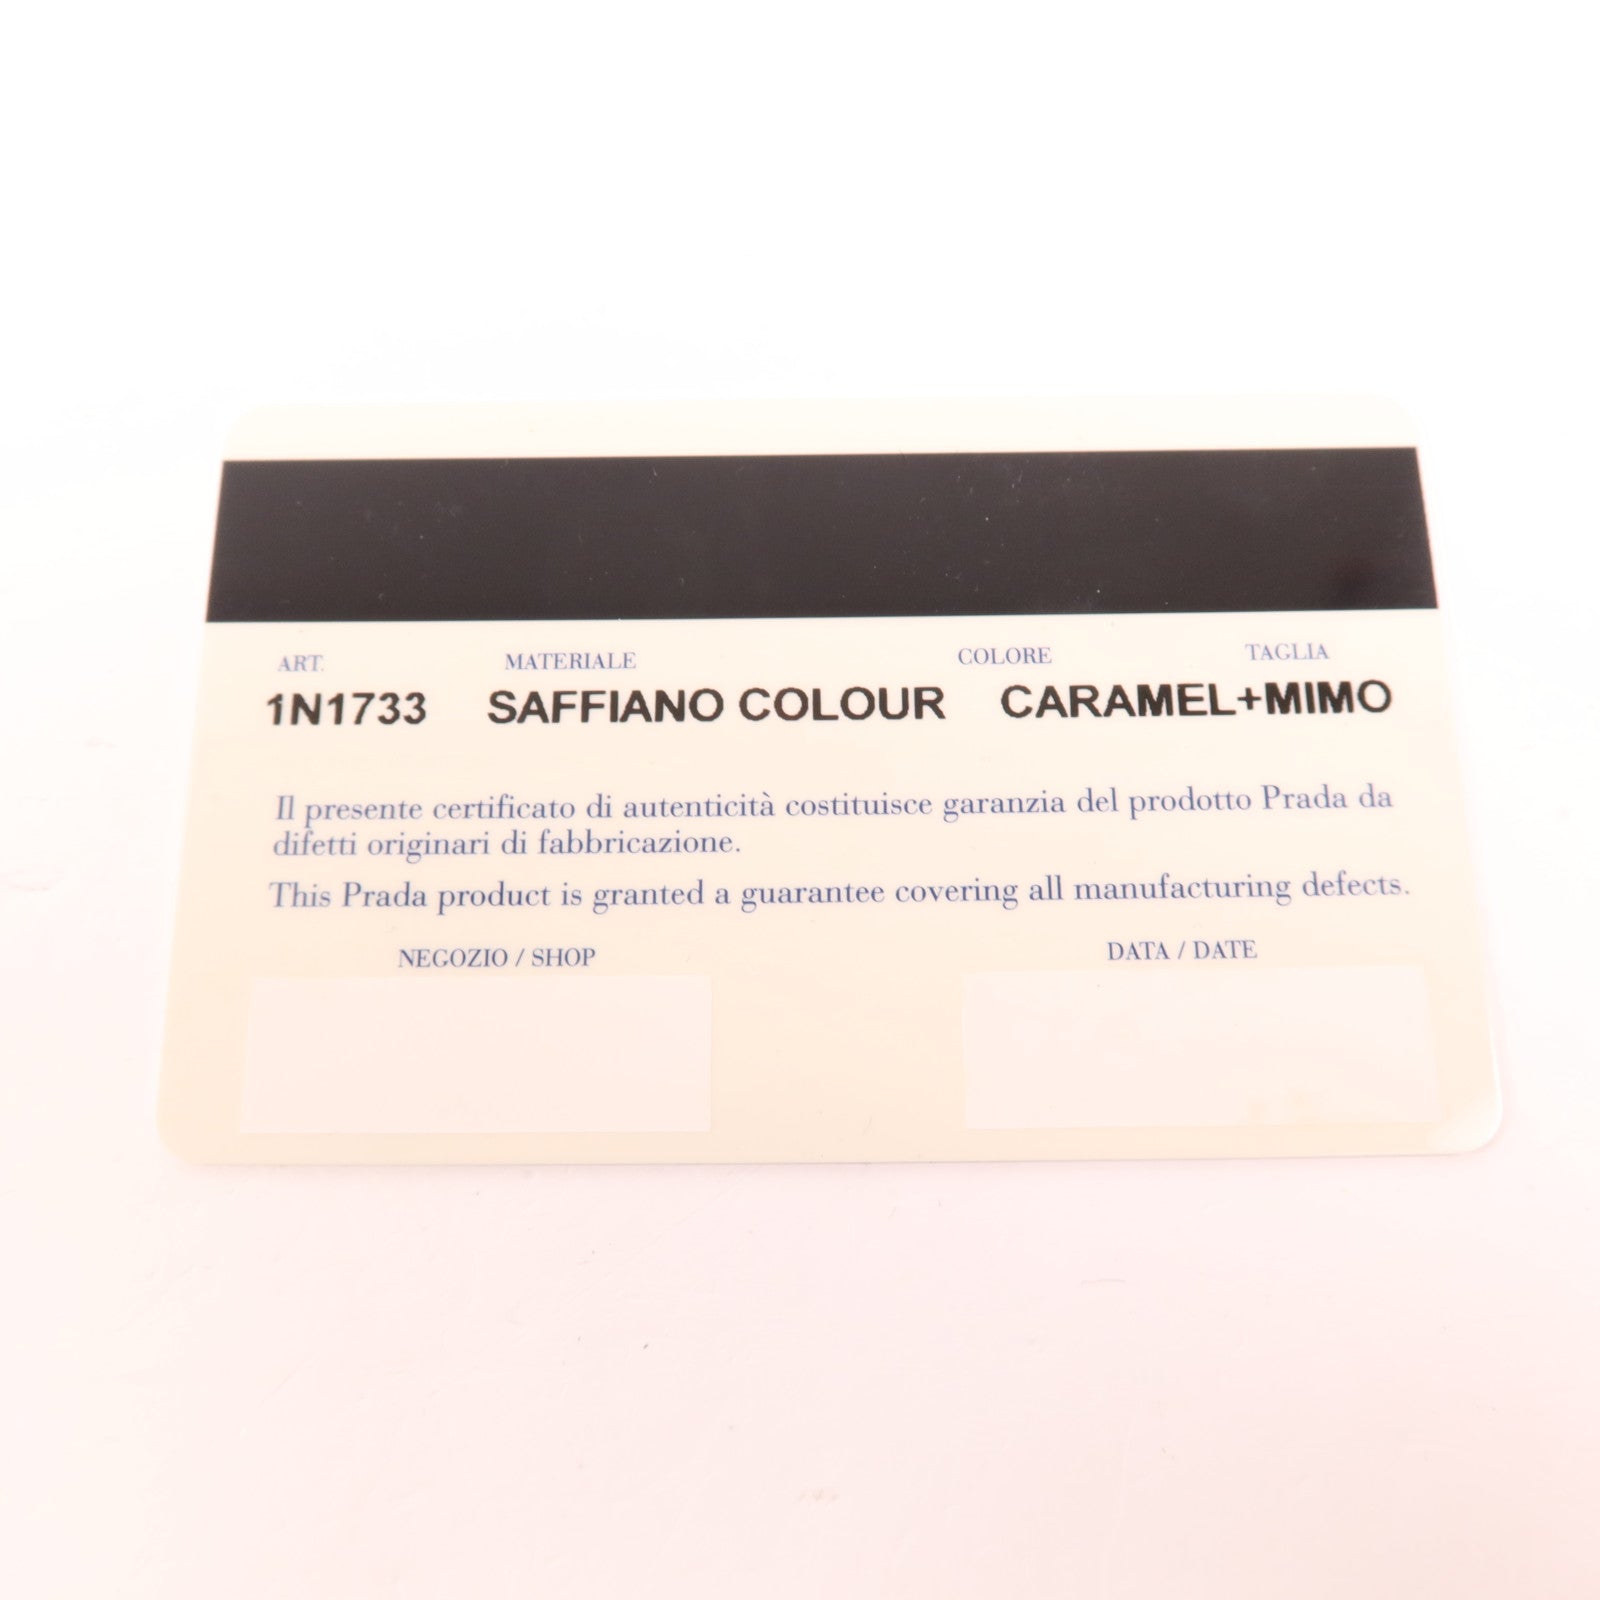 ART. MATERIALE COLORE TAGLIA
1N1733 SAFFIANO COLOUR CARAMEL+MIMO
Il presente certificato di autenticità costituisce garanzia del prodotto Prada da
difetti originari di fabbricazione.
This Prada product is granted a guarantee covering all manufacturing defects.
NEGOZIO / SHOP DATA / DATE